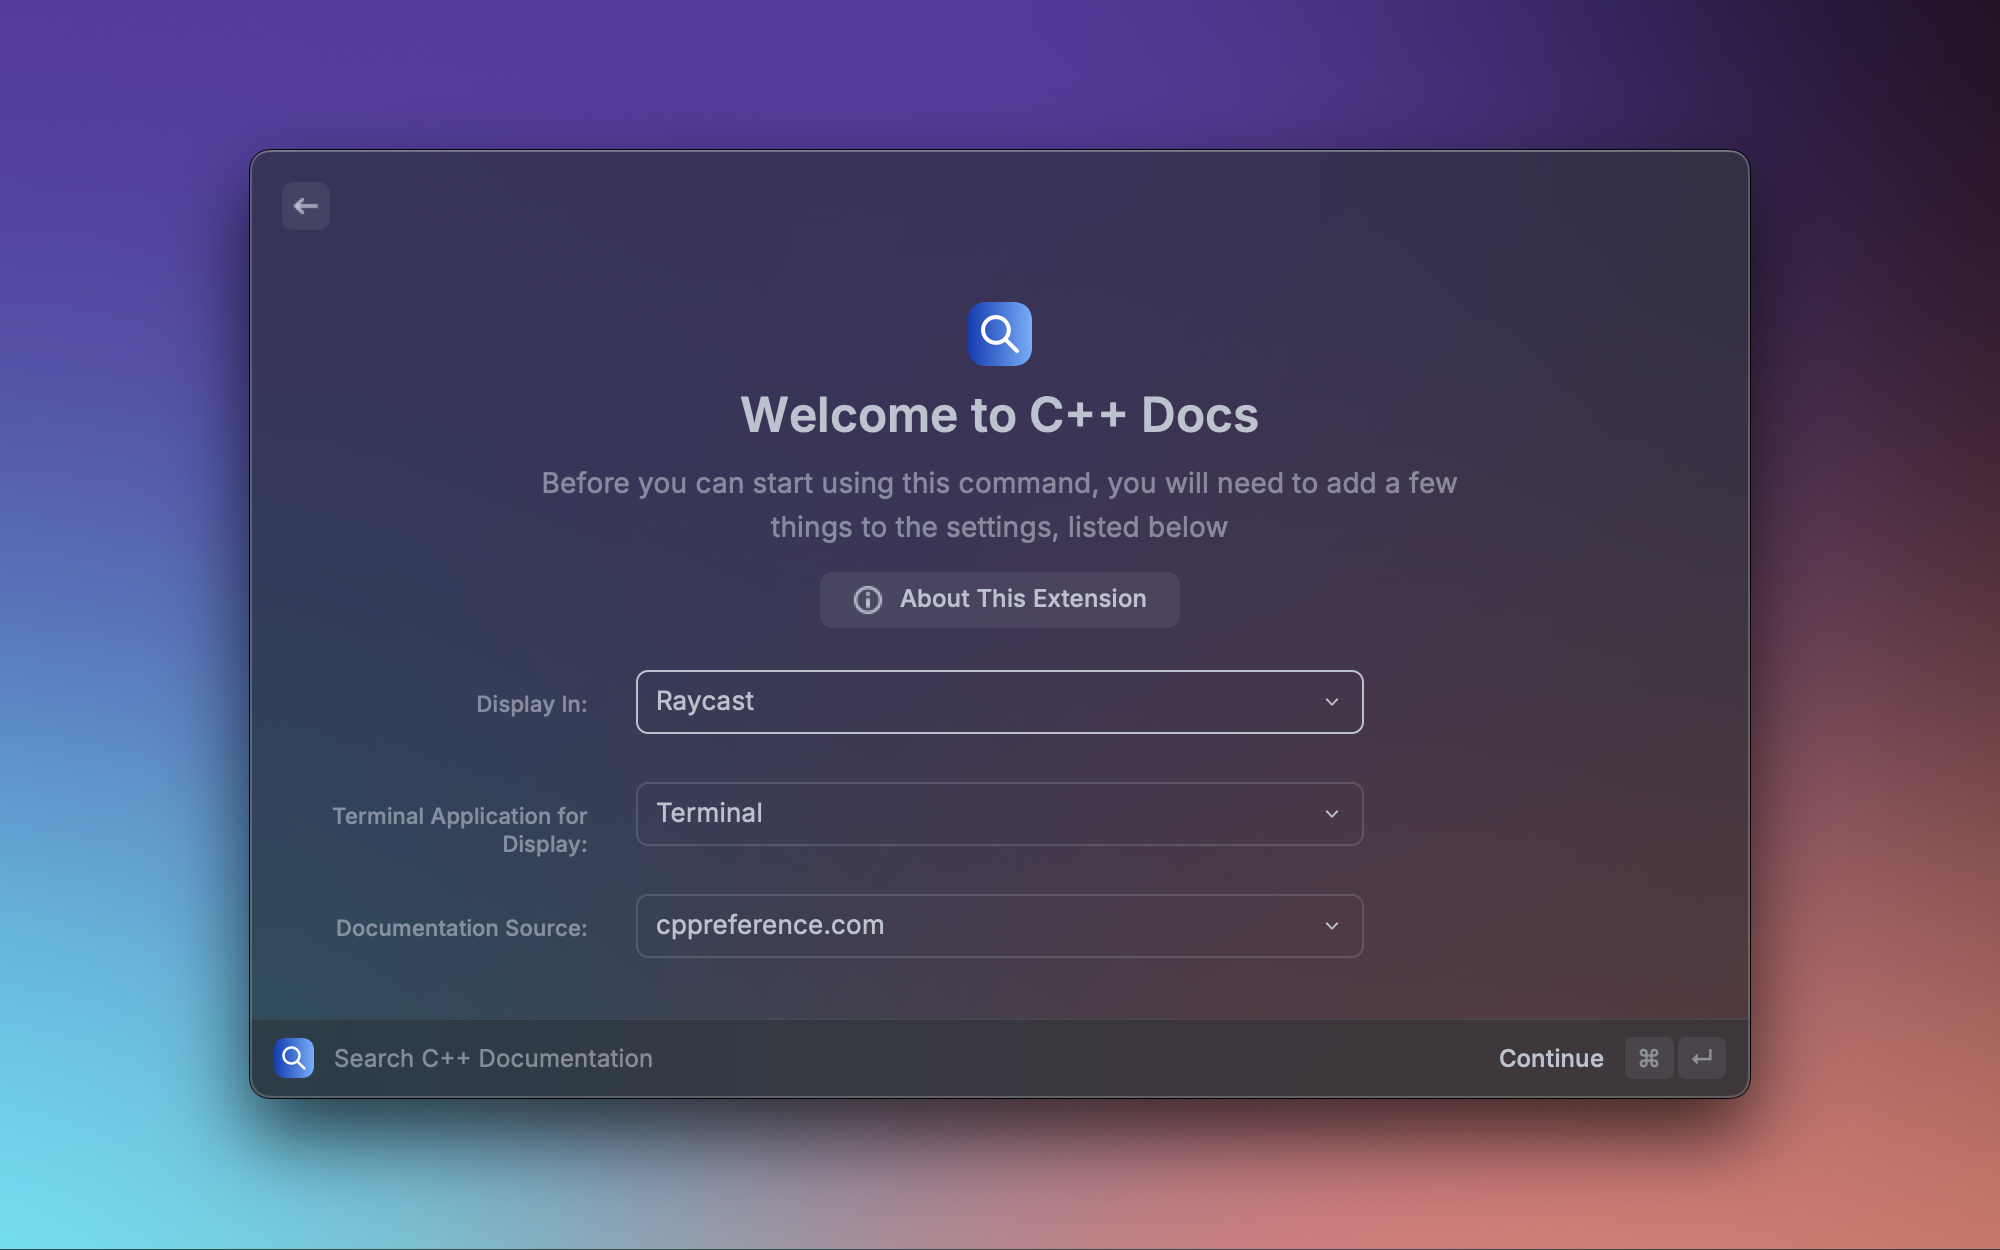 Welcome to C++ Docs
Before you can start using this command, you will need to add a few
things to the settings, listed below
About This Extension
Display In:
Raycast
Terminal Application for
Display:
Terminal
Documentation Source:
cppreference.com
Search C++ Documentation
Continue ⌘ ↵